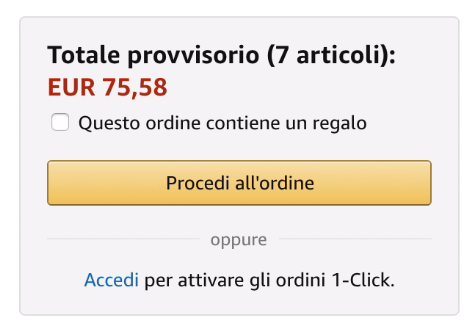 Totale provvisorio (7 articoli):
EUR 75,58
Questo ordine contiene un regalo
Procedi all'ordine
oppure
Accedi per attivare gli ordini 1-Click.